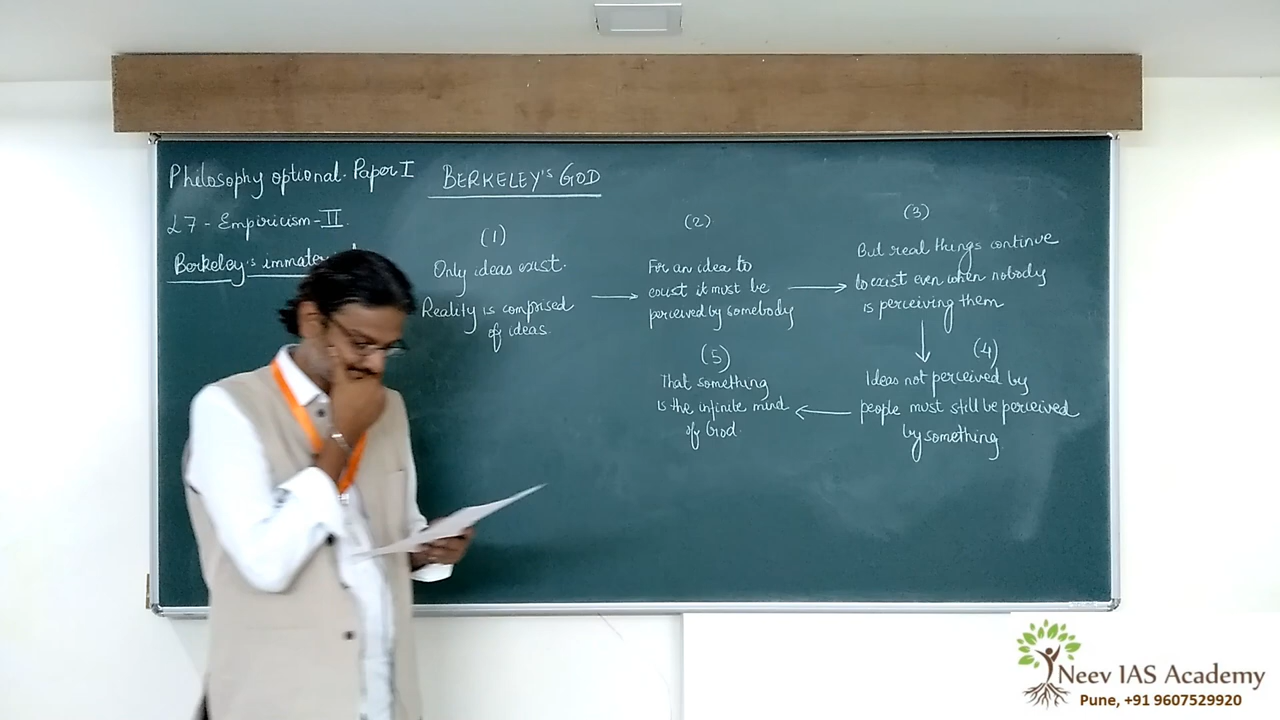 Philosophy optional. Paper I
BERKELEY'S GOD
L7 - Empiricism - II
Berkeley's
(1)
Only ideas exist.
Reality is comprised
of ideas.
(2)
For an idea to
exist it must be
perceived by somebody
(3)
But real things continue
to exist even when nobody
is perceiving them
(4)
Ideas not perceived by
people must still be perceived
by something
(5)
That something
is the infinite mind
of God.
Neev IAS Academy
Pune, +91 9607529920